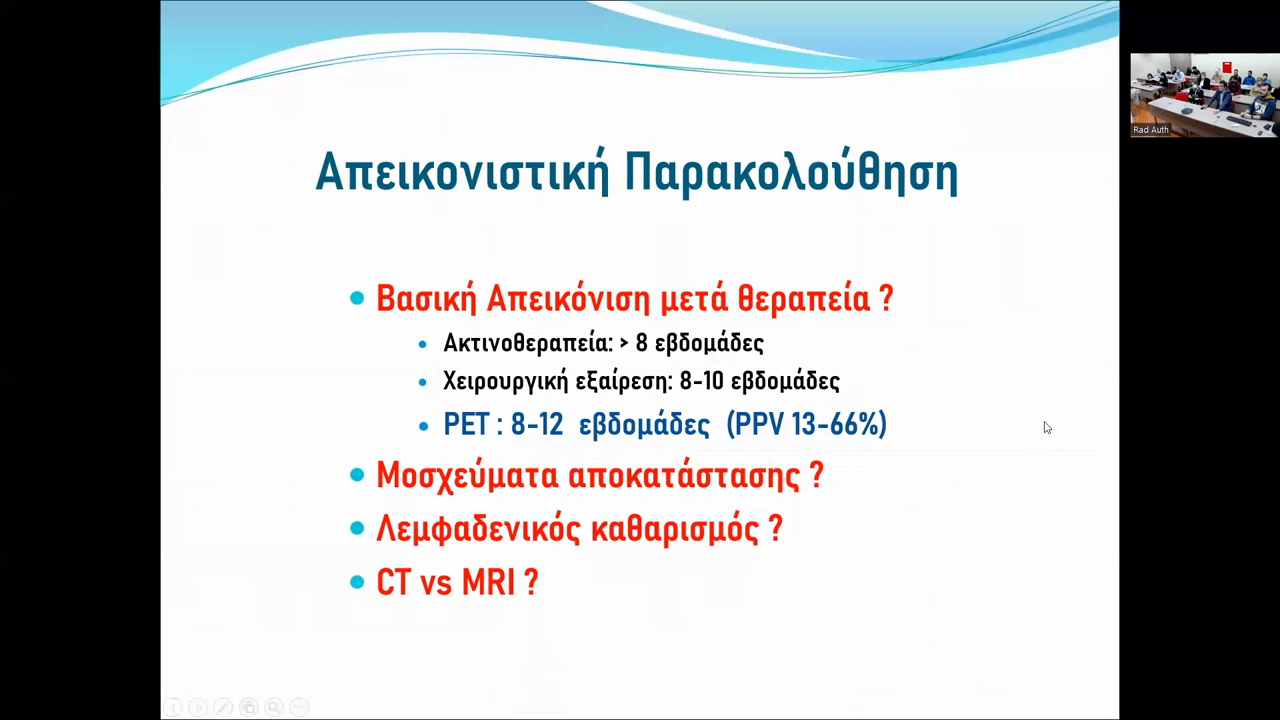 Απεικονιστική Παρακολούθηση
Βασική Απεικόνιση μετά θεραπεία ?
Ακτινοθεραπεία: > 8 εβδομάδες
Χειρουργική εξαίρεση: 8-10 εβδομάδες
PET : 8-12 εβδομάδες (PPV 13-66%)
Μοσχεύματα αποκατάστασης ?
Λεμφαδενικός καθαρισμός ?
CT vs MRI ?
Rad Auth